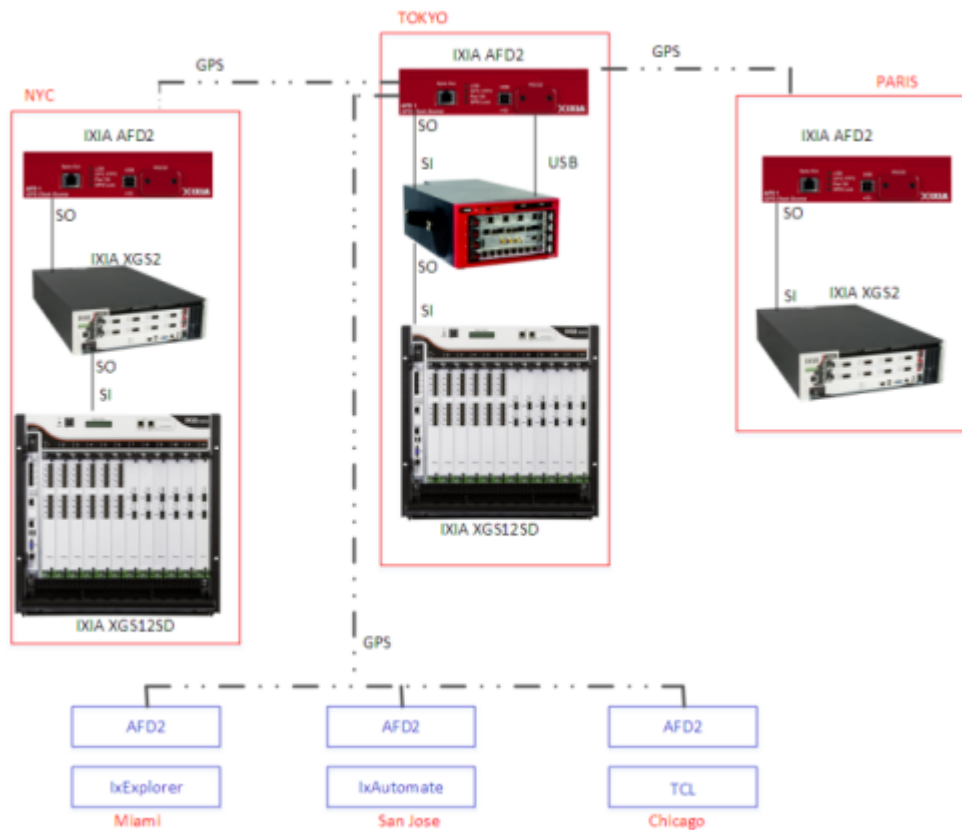 TOKYO
IXIA AFD2
GPS
GPS
NYC
PARIS
IXIA AFD2
IXIA AFD2
SO
SI
USB
SO
SO
IXIA XGS2
SO
SI
SI
IXIA XGS2
SO
SI
IXIA XGS12SD
IXIA XGS12SD
GPS
AFD2
AFD2
AFD2
IxExplorer
IxAutomate
TCL
Miami
San Jose
Chicago